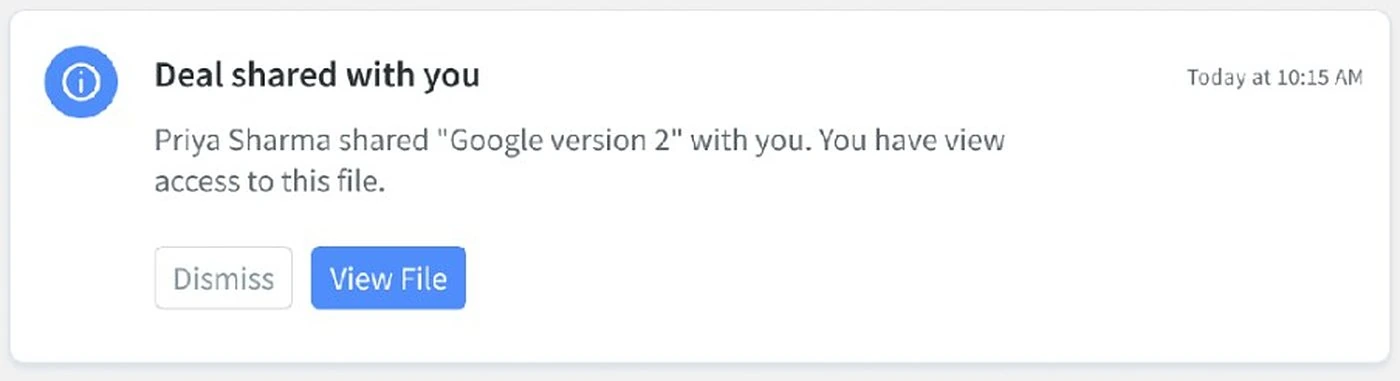 Deal shared with you
Today at 10:15 AM
Priya Sharma shared "Google version 2" with you. You have view
access to this file.
Dismiss
View File